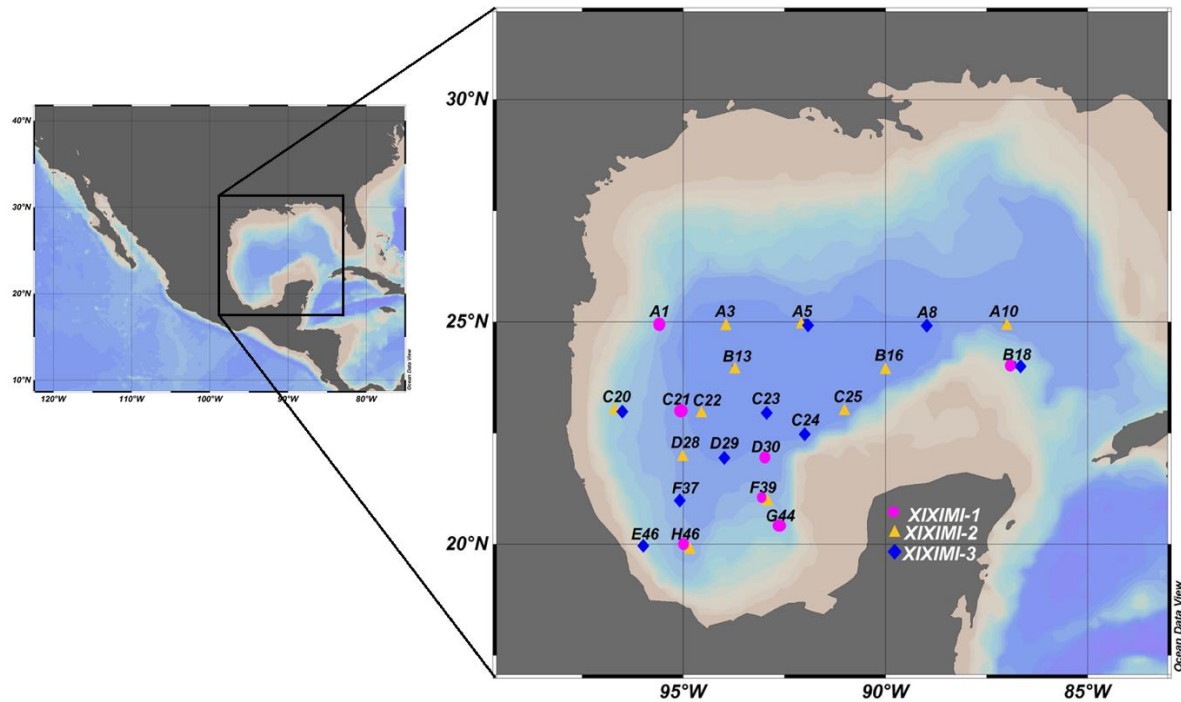 40°N
30°N
20°N
10°N
120°W
110°W
100°W
90°W
80°W
Ocean Data View
30°N
25°N
20°N
95°W
90°W
85°W
A1
A3
A5
A8
A10
B13
B16
B18
C20
C21
C22
C23
C25
C24
D28
D29
D30
F37
F39
G44
E46
H46
XIXIMI-1
XIXIMI-2
XIXIMI-3
Ocean Data View